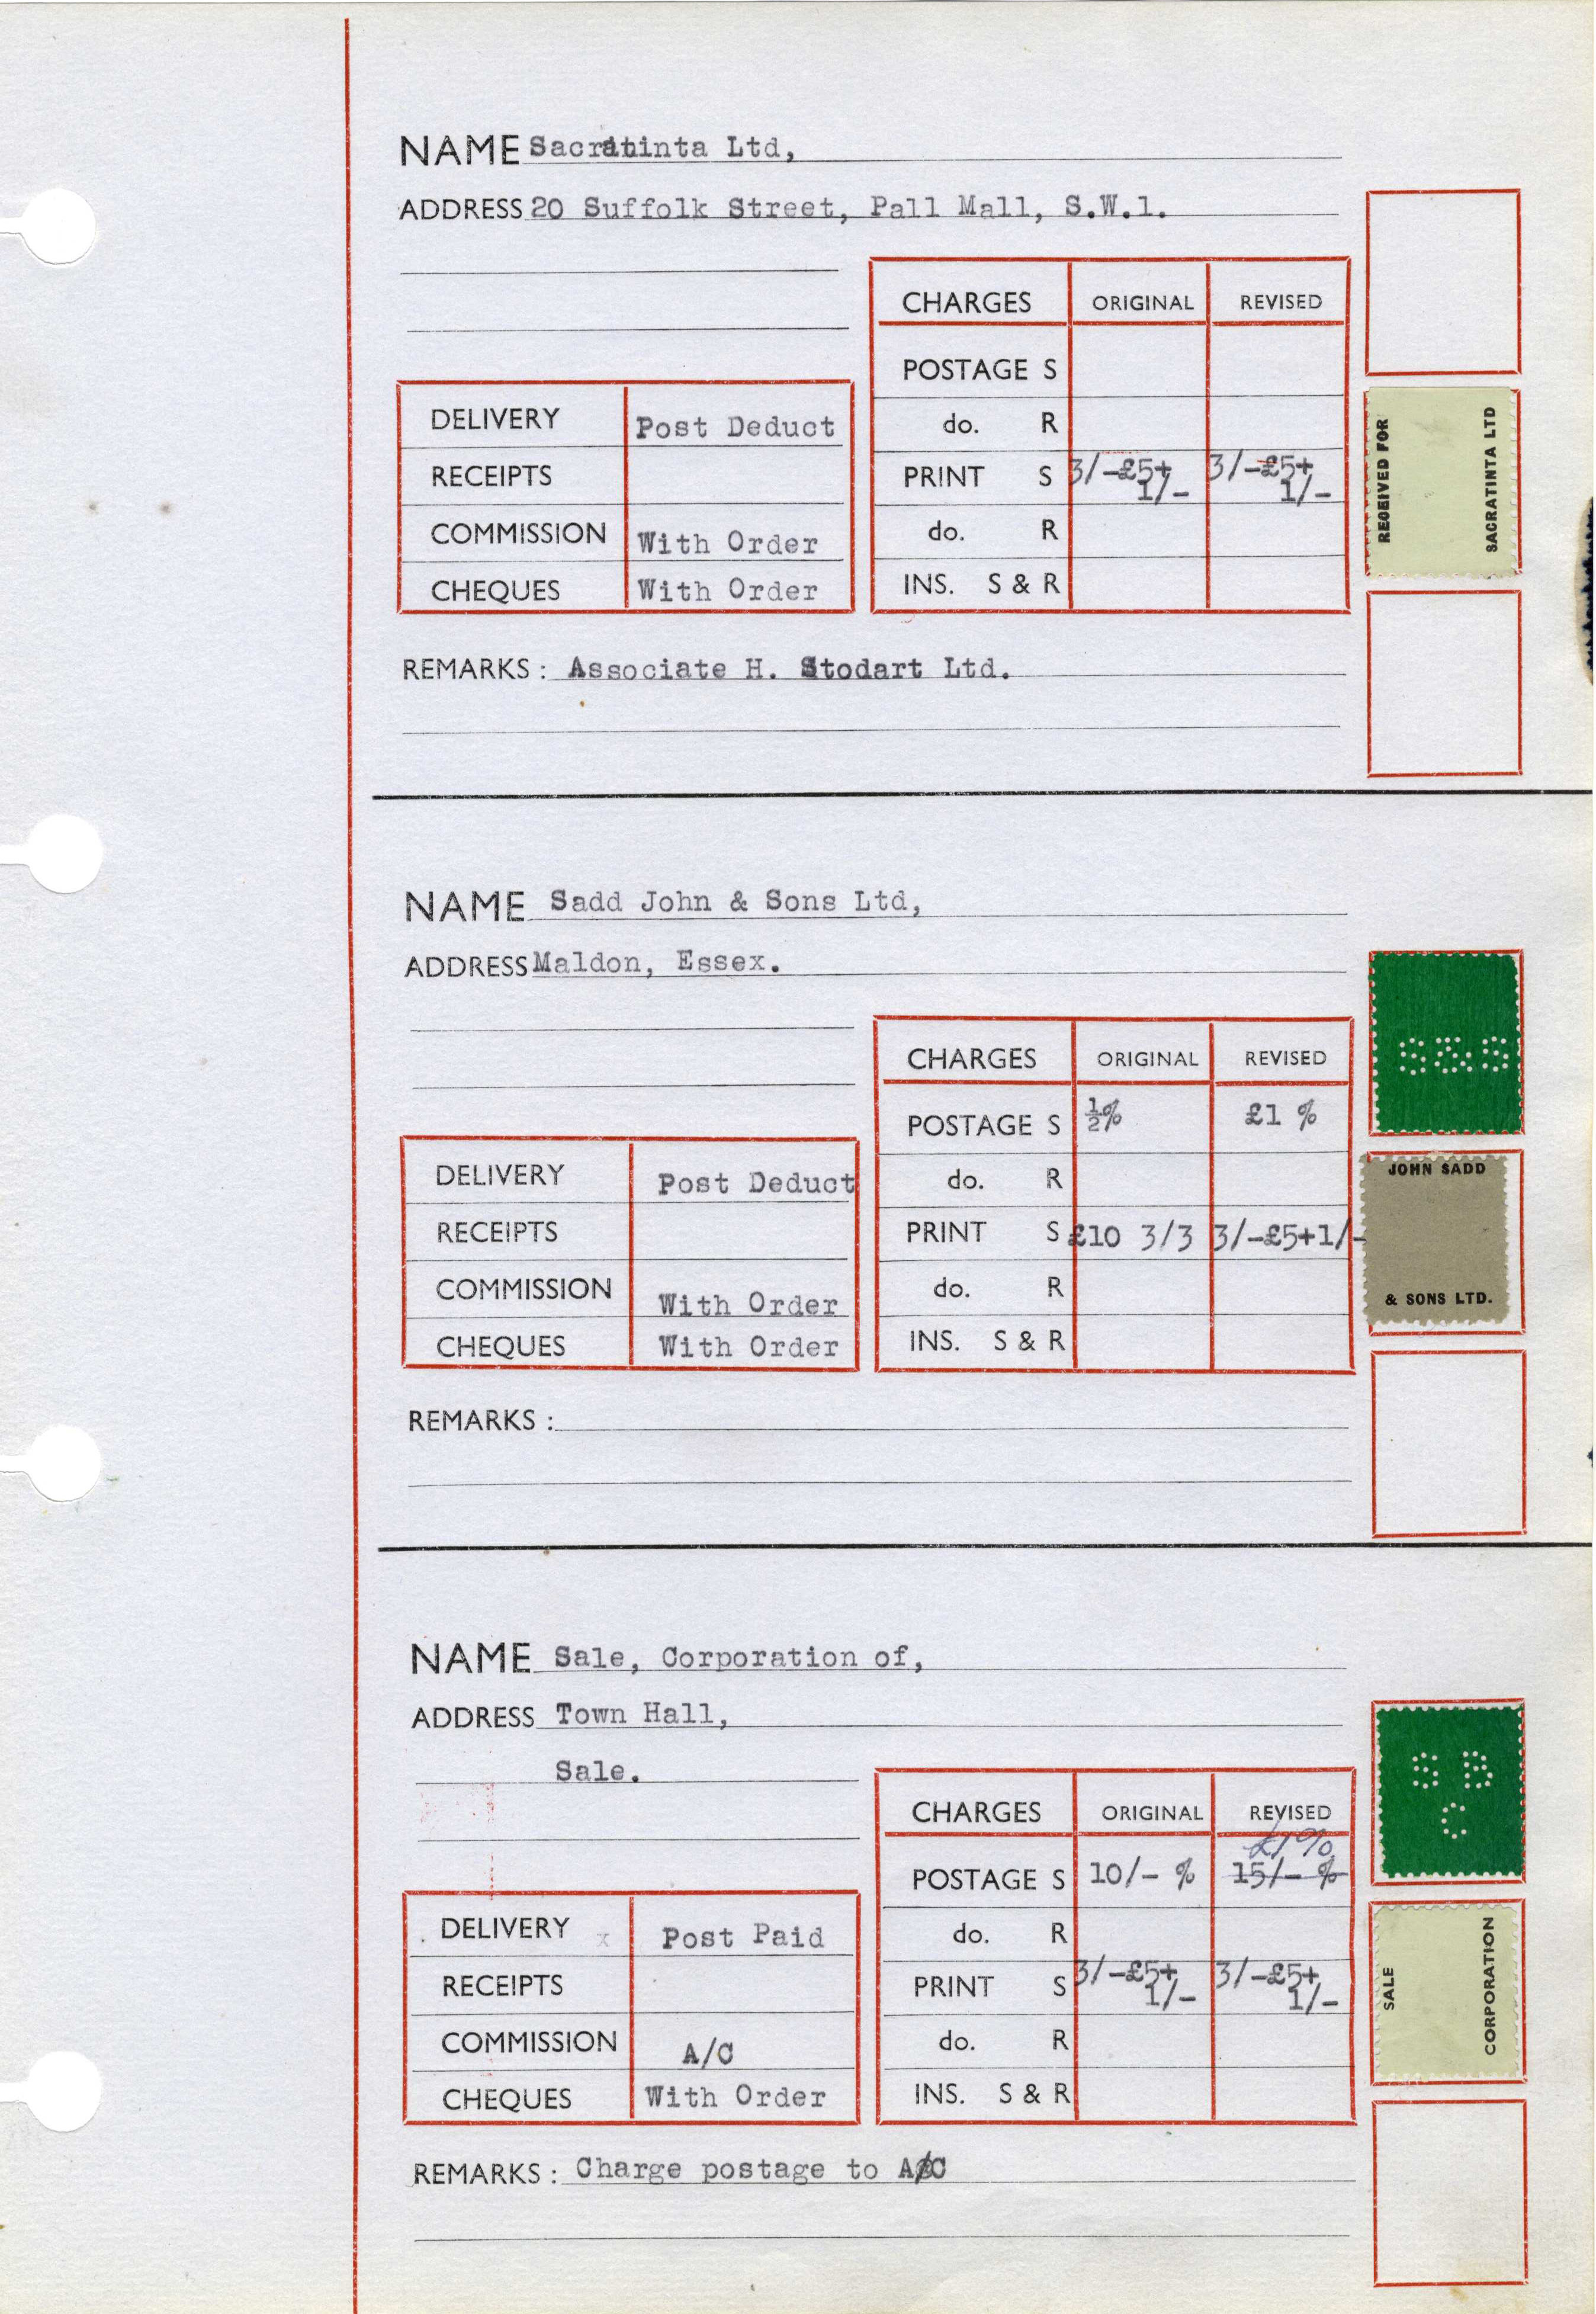 NAME Sacratinta Ltd,
ADDRESS 20 Suffolk Street, Pall Mall, S.W.1.
CHARGES ORIGINAL REVISED
POSTAGE S
DELIVERY Post Deduct
do. R
RECEIPTS
PRINT S 3/-£5+ 1/- 3/-£5+ 1/-
COMMISSION With Order
do. R
CHEQUES With Order
INS. S & R
RECEIVED FOR
SACRATINTA LTD
REMARKS : Associate H. Stodart Ltd.
NAME Sadd John & Sons Ltd,
ADDRESS Maldon, Essex.
S&S
CHARGES ORIGINAL REVISED
POSTAGE S ½% £1 %
DELIVERY Post Deduct
do. R
RECEIPTS
PRINT S £10 3/3 3/-£5+1/-
COMMISSION With Order
do. R
CHEQUES With Order
INS. S & R
JOHN SADD
& SONS LTD.
REMARKS :
NAME Sale, Corporation of,
ADDRESS Town Hall,
Sale.
S B
C
CHARGES ORIGINAL REVISED
£1%
POSTAGE S 10/- % 15/- %
DELIVERY x Post Paid
do. R
RECEIPTS
PRINT S 3/-£5+ 1/- 3/-£5+ 1/-
COMMISSION A/C
do. R
CHEQUES With Order
INS. S & R
SALE
CORPORATION
REMARKS : Charge postage to A/C